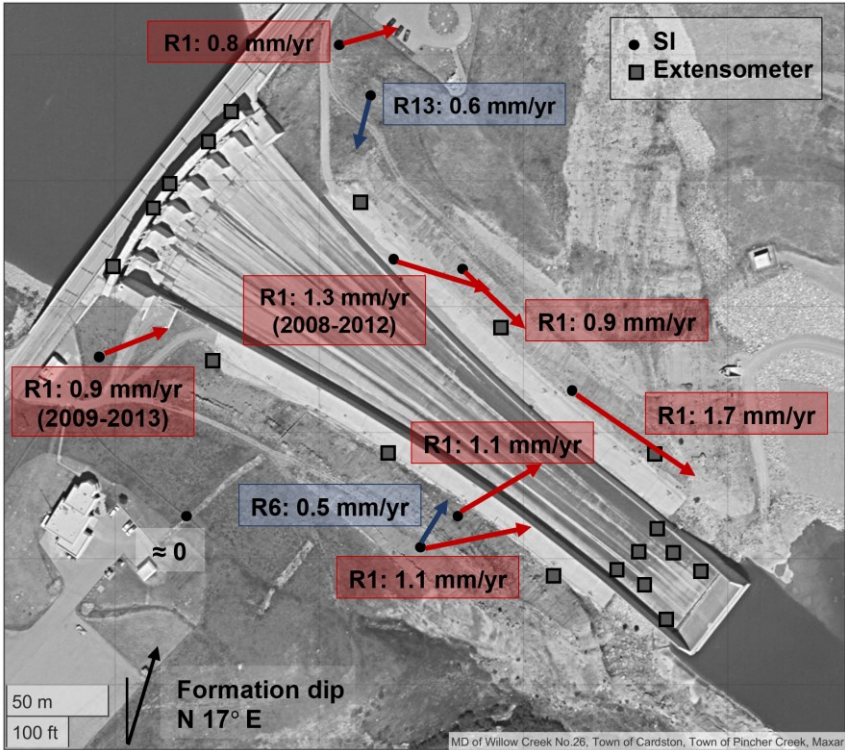 R1: 0.8 mm/yr
SI
Extensometer
R13: 0.6 mm/yr
R1: 1.3 mm/yr
(2008-2012)
R1: 0.9 mm/yr
R1: 0.9 mm/yr
(2009-2013)
R1: 1.7 mm/yr
R1: 1.1 mm/yr
R6: 0.5 mm/yr
≈ 0
R1: 1.1 mm/yr
Formation dip
N 17° E
50 m
100 ft
MD of Willow Creek No.26, Town of Cardston, Town of Pincher Creek, Maxar